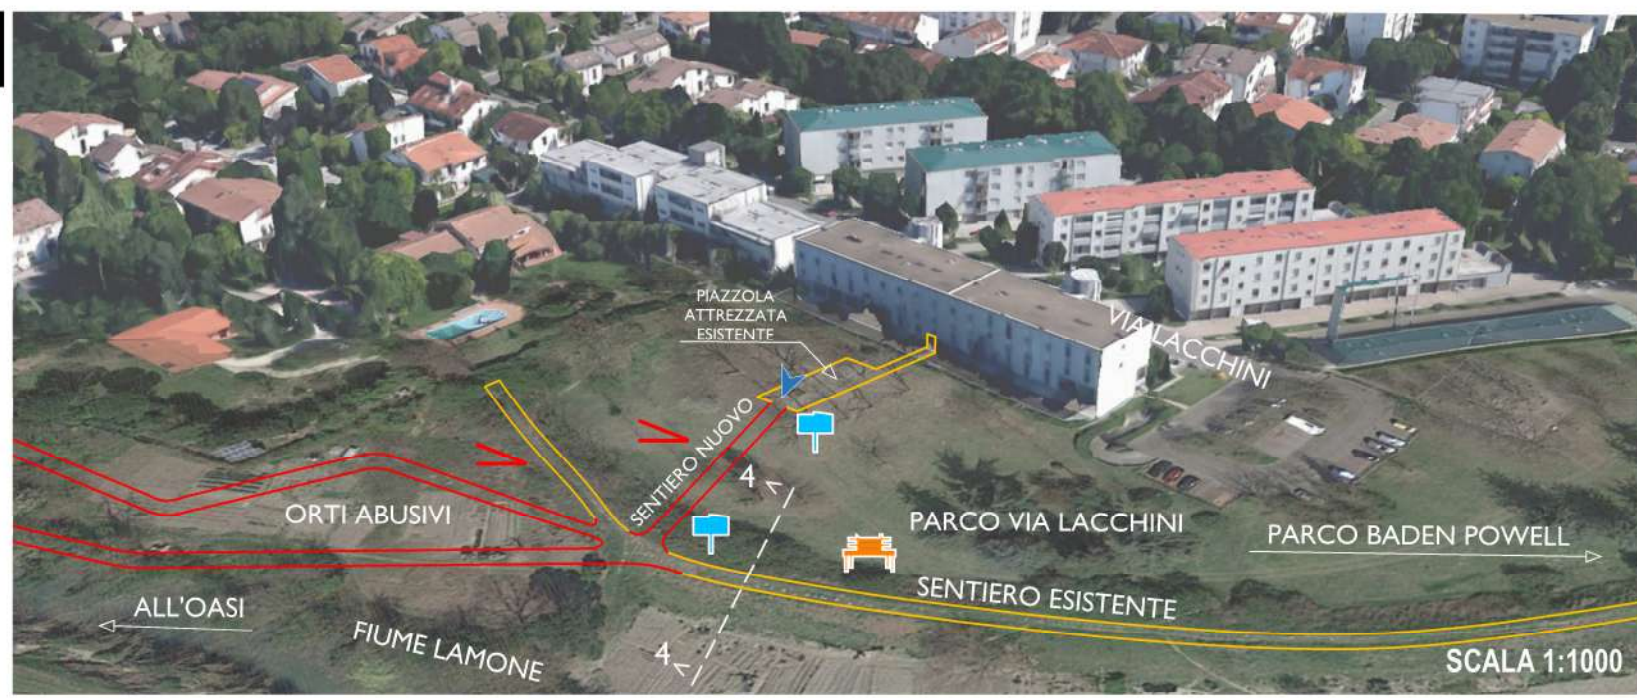 PIAZZOLA
ATTREZZATA
ESISTENTE
VIA LACCHINI
SENTIERO NUOVO
4
ORTI ABUSIVI
PARCO VIA LACCHINI
PARCO BADEN POWELL
SENTIERO ESISTENTE
ALL'OASI
FIUME LAMONE
4
SCALA 1:1000